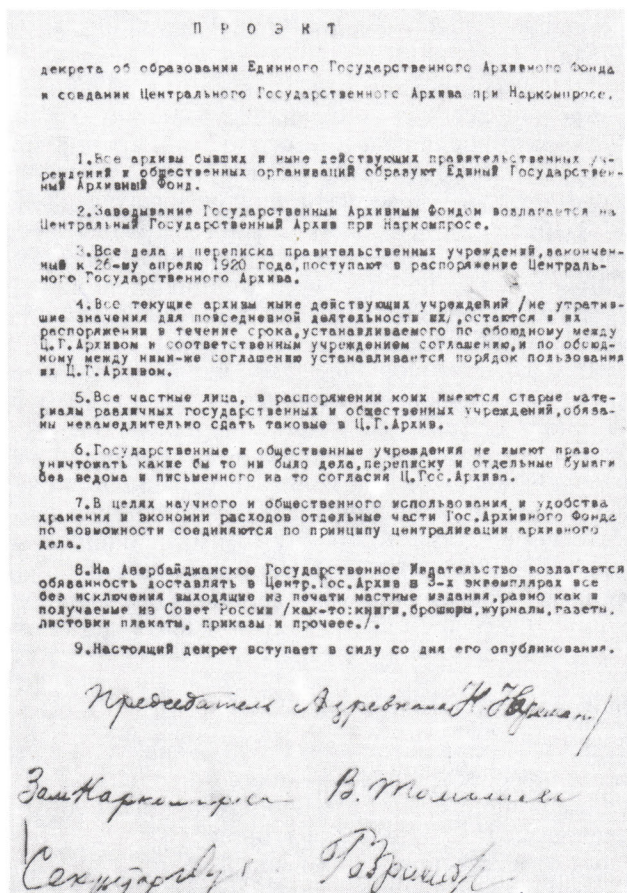 П Р О Э К Т
декрета об образовании Единного Государственного Архивного Фонда
и создании Центрального Государственного Архива при Наркомпросе.
1.Все архивы бывших и ныне действующих правительственных уч-
реждений и общественных организаций образуют Единый Государствен-
ный Архивный Фонд.
2.Заведывание Государственным Архивным Фондом возлагается на
Центральный Государственный Архив при Наркомпросе.
3.Все дела и переписка правительственных учреждений,закончен-
ный к 26-му апрелю 1920 года,поступают в распоряжение Централь-
ного Государственного Архива.
4.Все текущие архивы ныне действующих учреждений /не утратив-
шие значения для повседневной деятельности их/,остаются в их
распоряжении в течение срока,устанавливаемого по обоюдному между
Ц.Г.Архивом и соответственным учреждением соглашению,и по обоюд-
ному между ними-же соглашению устанавливается порядок пользования
их Ц.Г.Архивом.
5.Все частные лица, в распоряжении коих имеются старые мате-
риалы различных государственных и общественных учреждений,обяза-
ны незамедлительно сдать таковые в Ц.Г.Архив.
6.Государственные и общественные учреждения не имеют право
уничтожать какие бы то ни было дела,переписку и отдельные бумаги
без ведома и письменного на то согласия Ц.Гос.Архива.
7.В целях научного и общественного использования и удобства
хранения и экономии расходов отдельные части Гос.Архивного Фонда
по возможности соединяются по принципу централизации архивного
дела.
8.На Азербайджанское Государственное Издательство возлагается
обязанность доставлять в Центр.Гос.Архив в 3-х экземплярах все
без исключения выходящие из печати мастные издания,равно как и
получаемые из Совет России /как-то:книги,брошюры,журналы,газеты,
листовки плакаты, приказы и прочее./.
9.Настоящий декрет вступает в силу со дня его опубликования.
Председатель Азревкома Н.
ЗамНаркомпроса В.
Секретарь